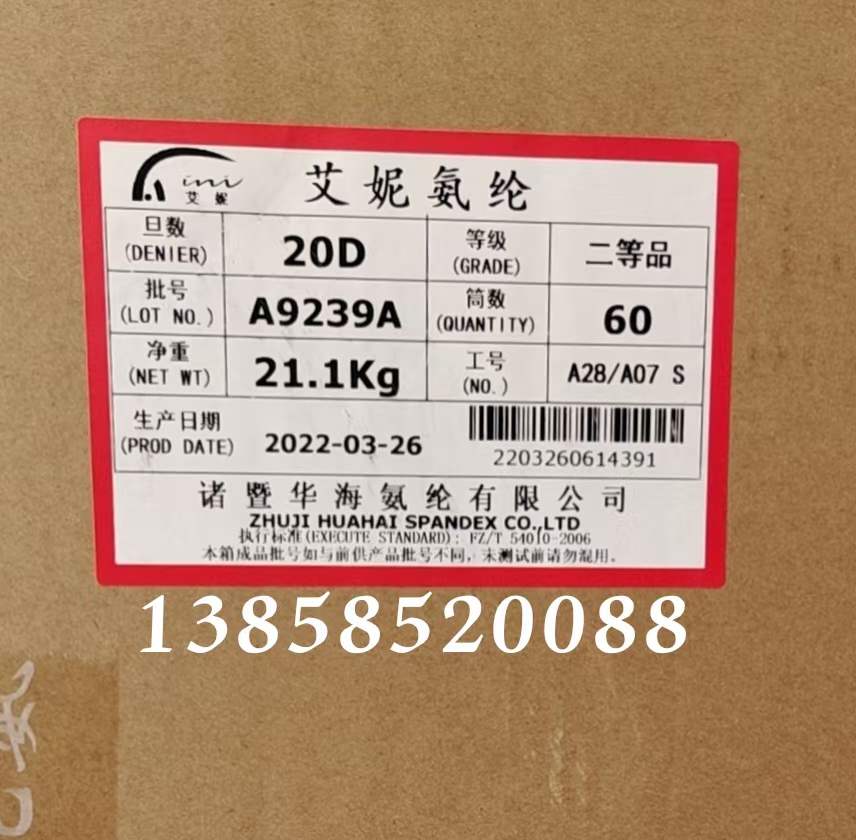 ini
艾妮
艾妮氨纶
旦数
(DENIER)
20D
等级
(GRADE)
二等品
批号
(LOT NO.)
A9239A
筒数
(QUANTITY)
60
净重
(NET WT)
21.1Kg
工号
(NO.)
A28/A07 S
生产日期
(PROD DATE)
2022-03-26
2203260614391
诸暨华海氨纶有限公司
ZHUJI HUAHAI SPANDEX CO.,LTD
执行标准(EXECUTE STANDARD): FZ/T 54010-2006
本箱成品批号如与前供产品批号不同，未测试前请勿混用。
13858520088